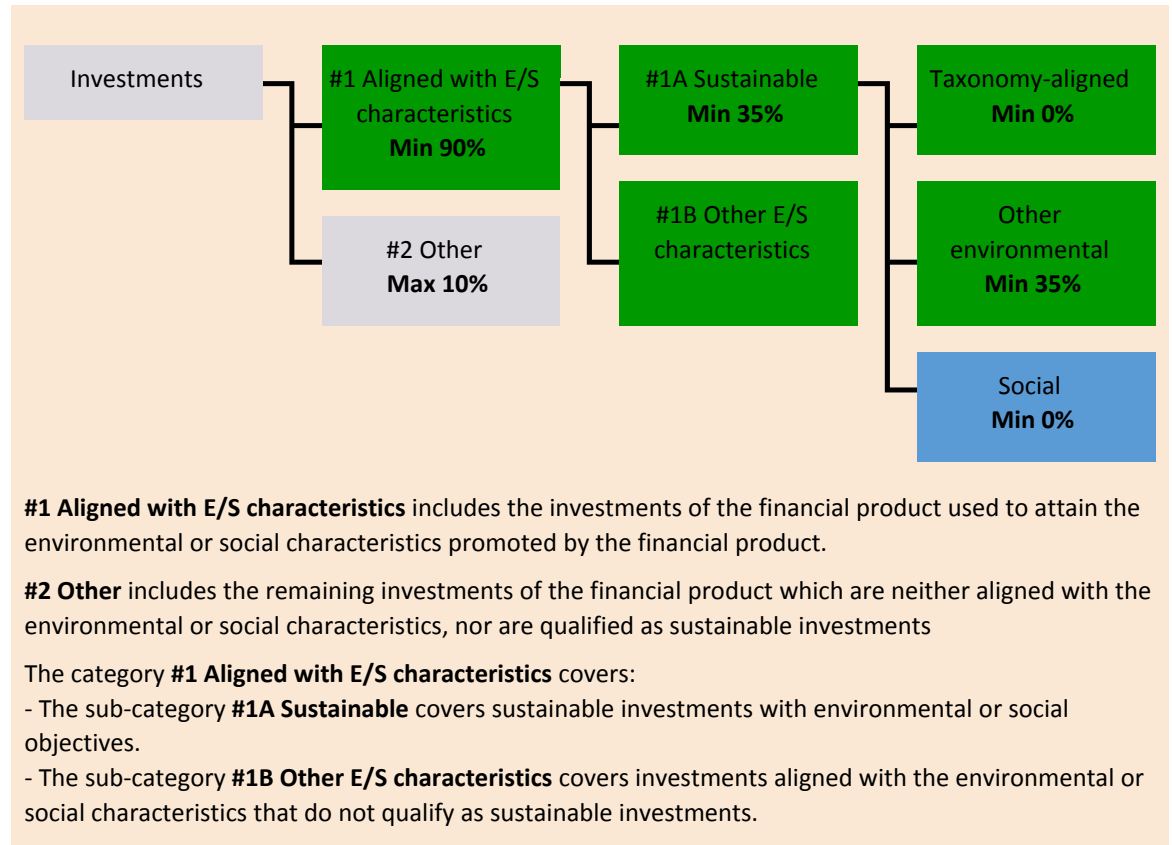 Investments
#1 Aligned with E/S
characteristics
Min 90%
#2 Other
Max 10%
#1A Sustainable
Min 35%
#1B Other E/S
characteristics
Taxonomy-aligned
Min 0%
Other
environmental
Min 35%
Social
Min 0%
#1 Aligned with E/S characteristics includes the investments of the financial product used to attain the
environmental or social characteristics promoted by the financial product.
#2 Other includes the remaining investments of the financial product which are neither aligned with the
environmental or social characteristics, nor are qualified as sustainable investments
The category #1 Aligned with E/S characteristics covers:
- The sub-category #1A Sustainable covers sustainable investments with environmental or social
objectives.
- The sub-category #1B Other E/S characteristics covers investments aligned with the environmental or
social characteristics that do not qualify as sustainable investments.